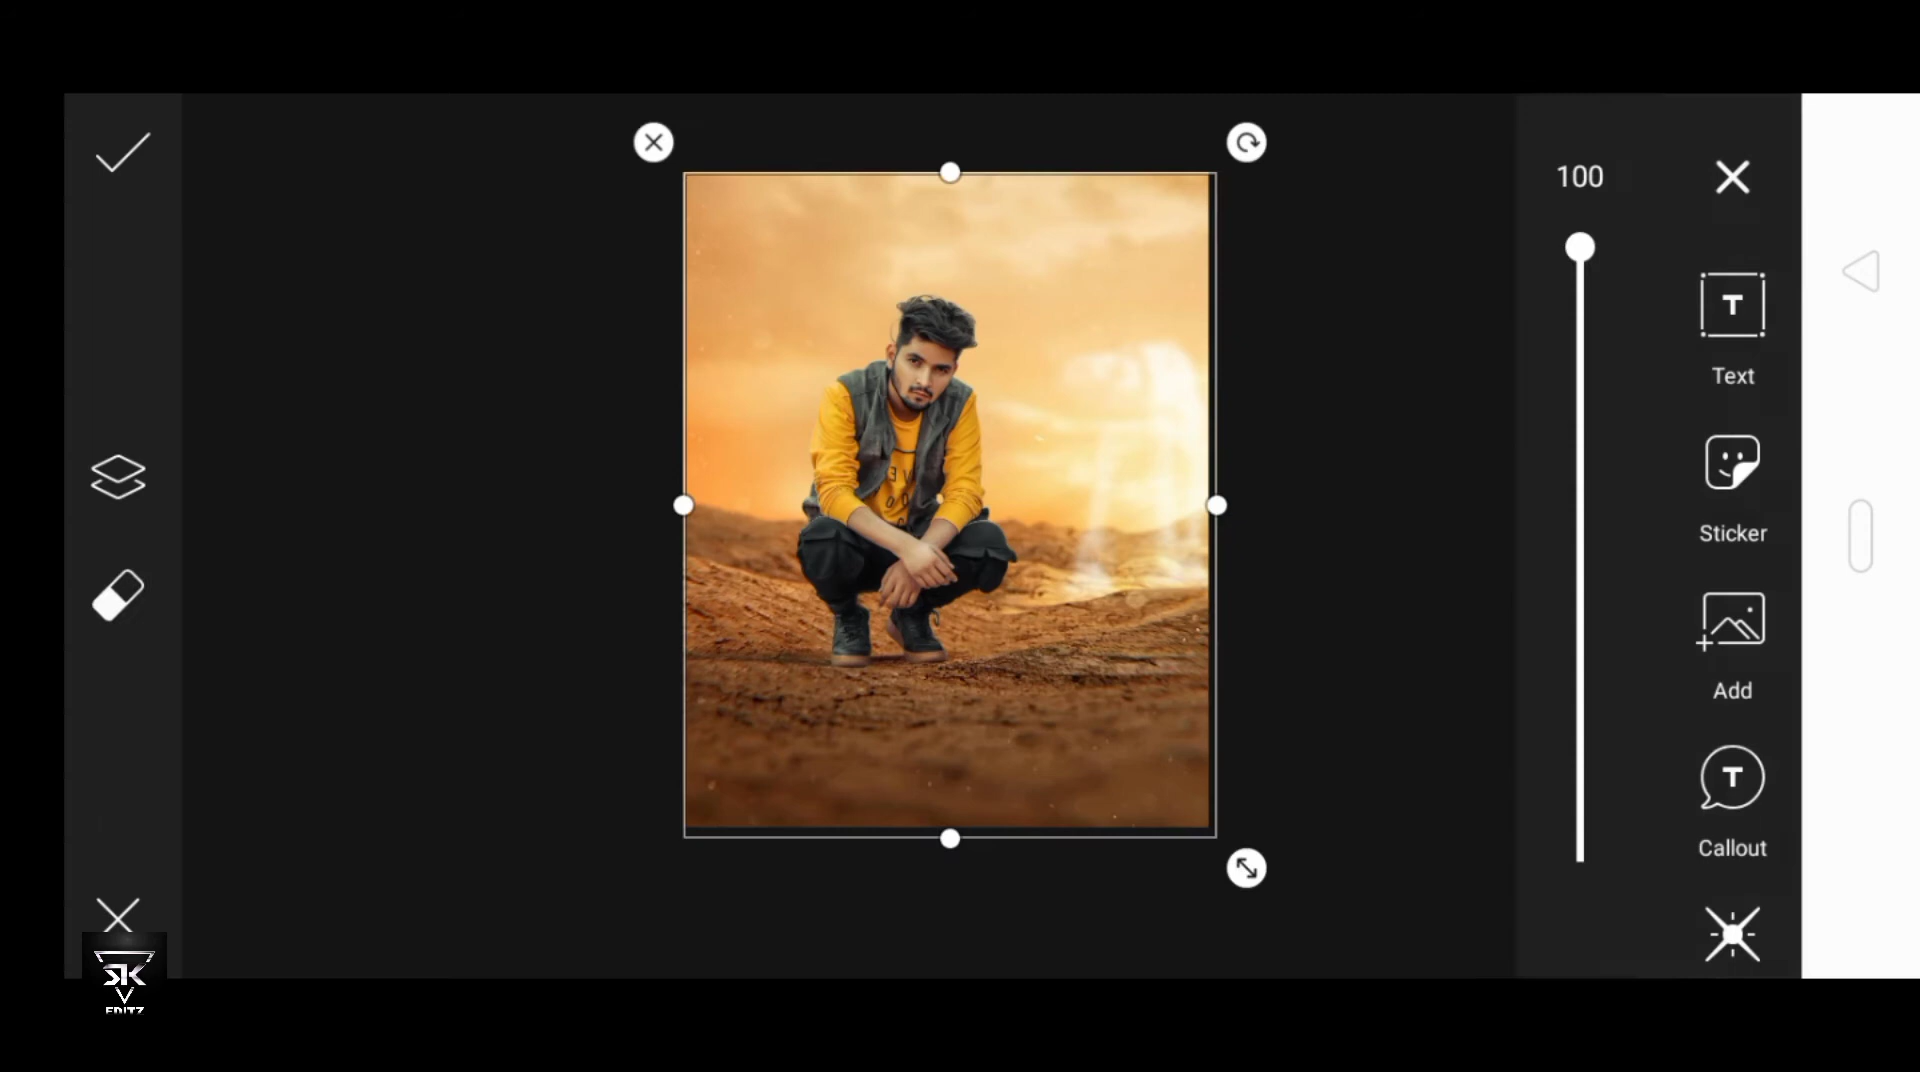 100
T
Text
Sticker
Add
T
Callout
SK
EDITZ